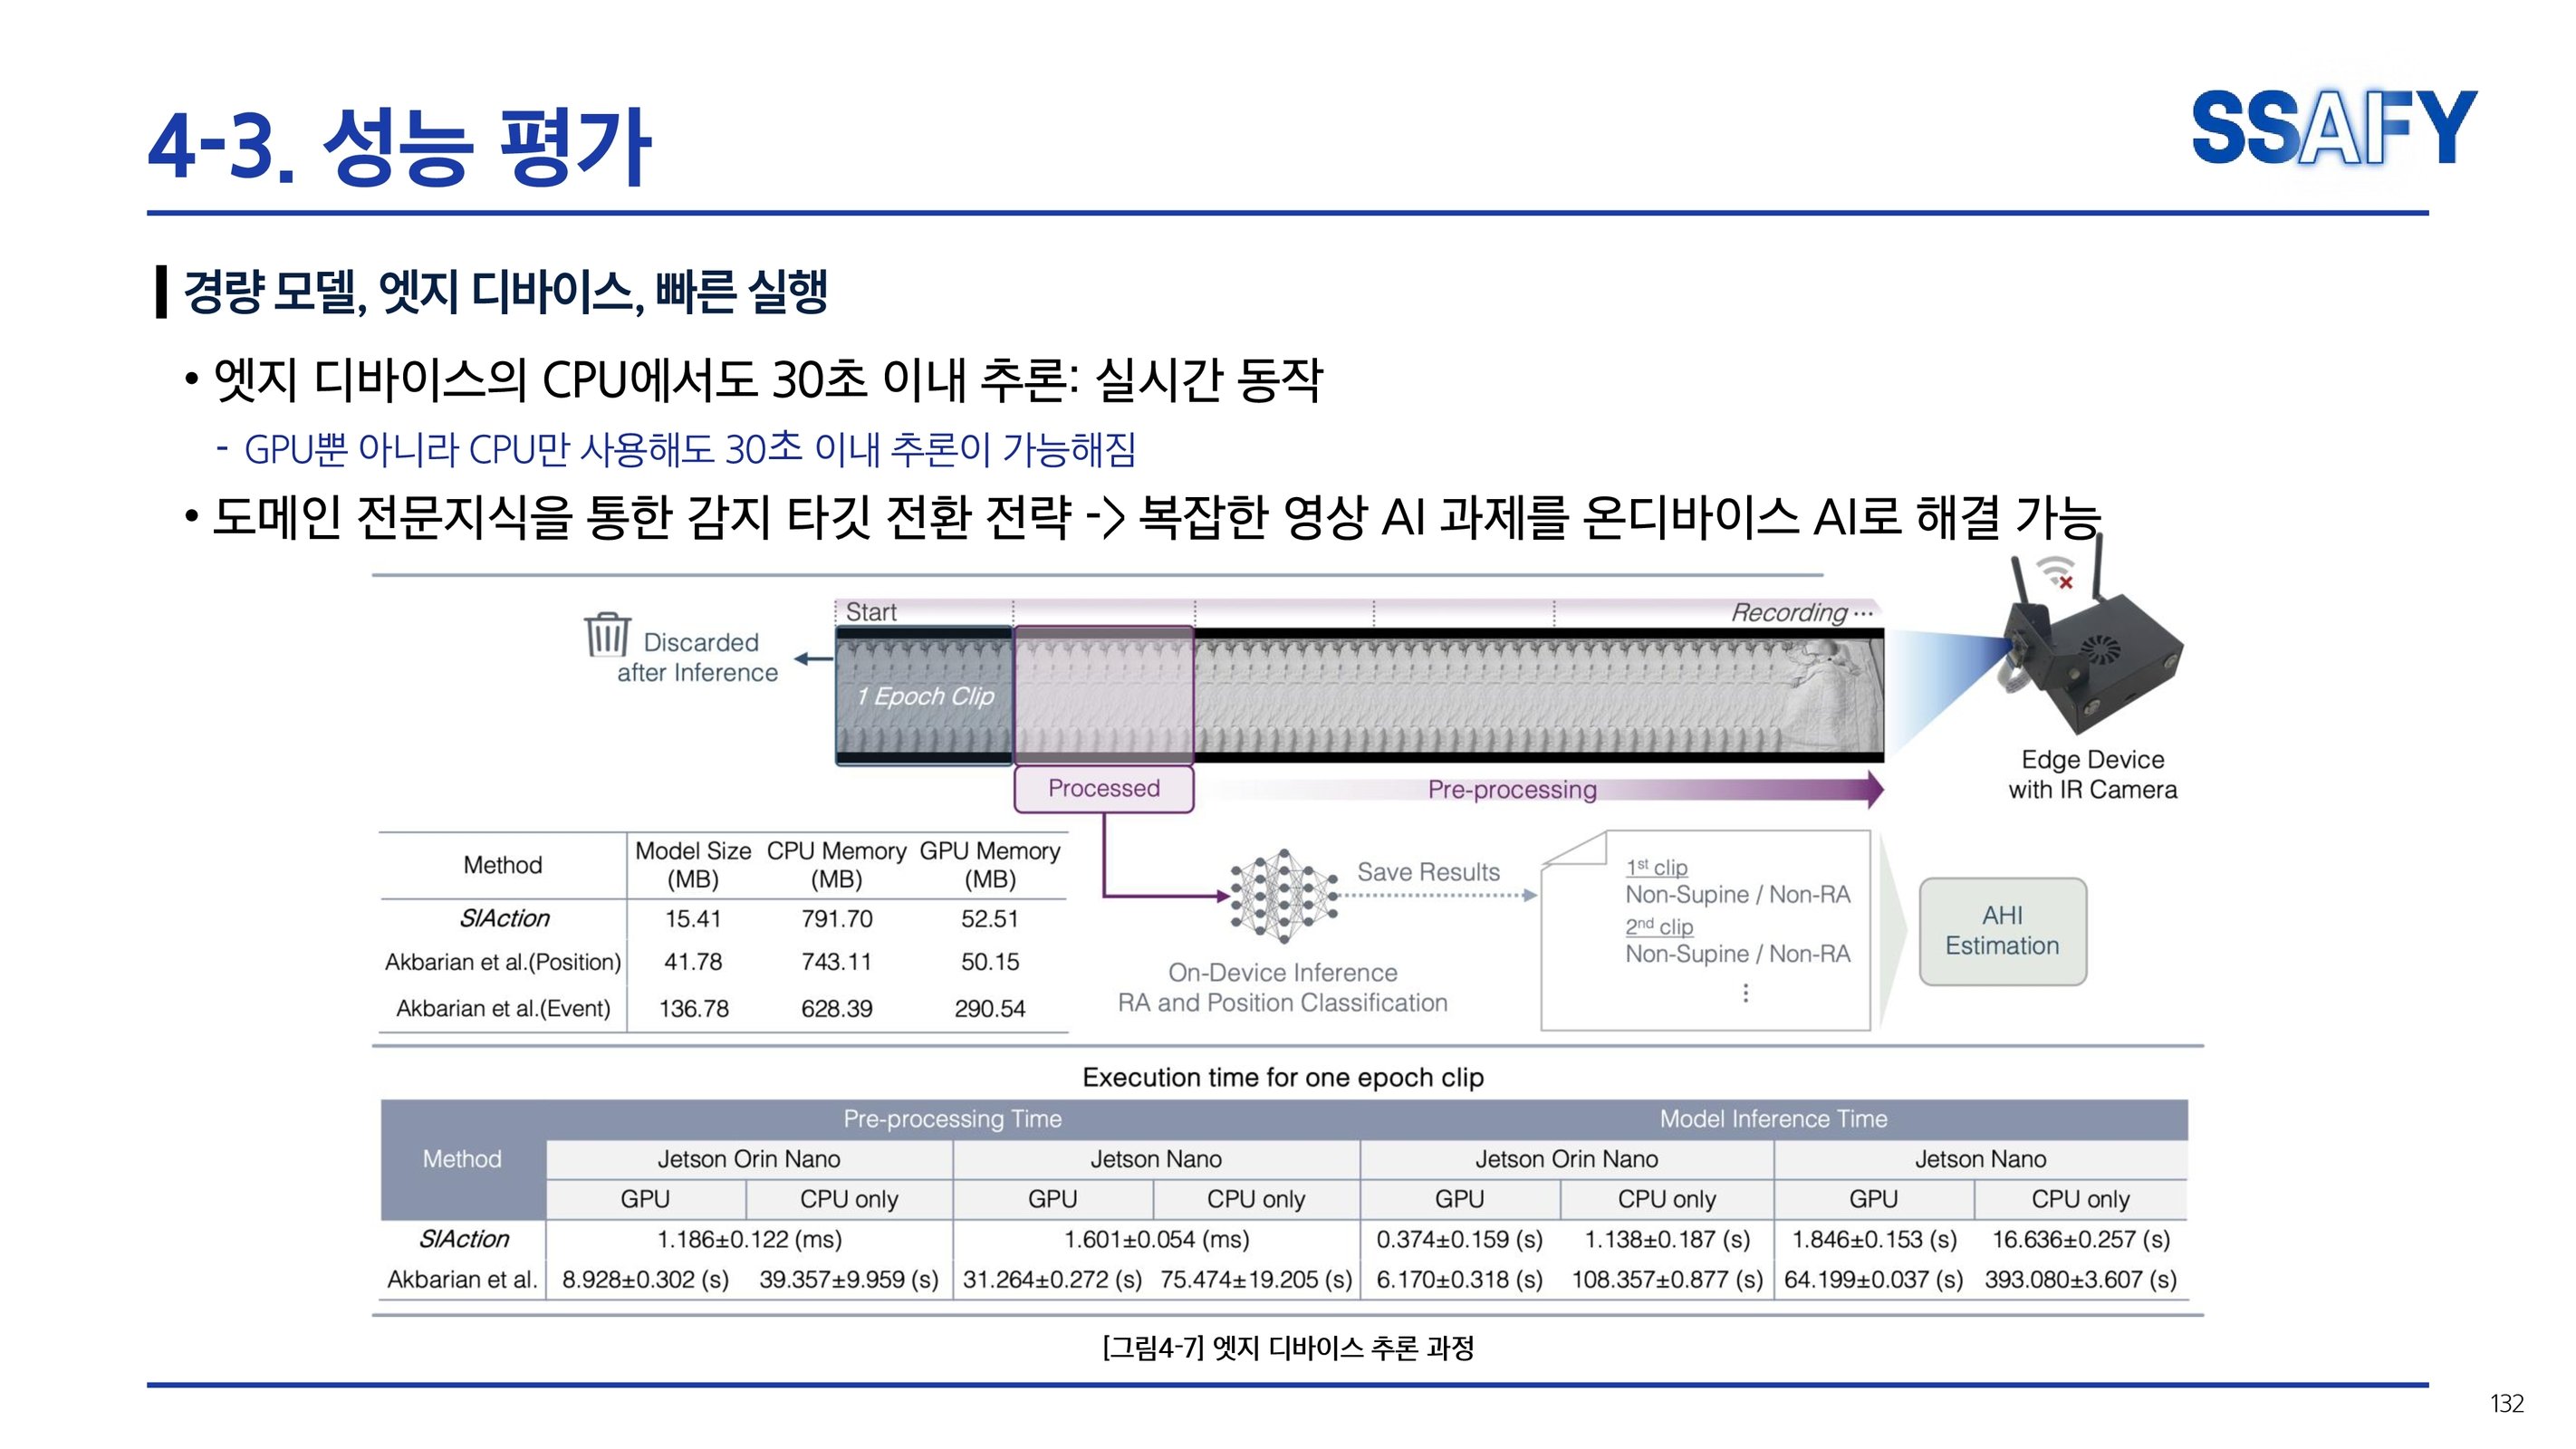 4-3. 성능 평가
SSAFY
경량 모델, 엣지 디바이스, 빠른 실행
• 엣지 디바이스의 CPU에서도 30초 이내 추론: 실시간 동작
- GPU뿐 아니라 CPU만 사용해도 30초 이내 추론이 가능해짐
• 도메인 전문지식을 통한 감지 타깃 전환 전략 -> 복잡한 영상 AI 과제를 온디바이스 AI로 해결 가능
Start
Recording ···
Discarded
after Inference
1 Epoch Clip
Processed
Pre-processing
Edge Device
with IR Camera
Method Model Size (MB) CPU Memory (MB) GPU Memory (MB)
SlAction 15.41 791.70 52.51
Akbarian et al.(Position) 41.78 743.11 50.15
Akbarian et al.(Event) 136.78 628.39 290.54
On-Device Inference
RA and Position Classification
Save Results
1st clip
Non-Supine / Non-RA
2nd clip
Non-Supine / Non-RA
⋮
AHI
Estimation
Execution time for one epoch clip
Method Pre-processing Time Model Inference Time
Jetson Orin Nano Jetson Nano Jetson Orin Nano Jetson Nano
GPU CPU only GPU CPU only GPU CPU only GPU CPU only
SlAction 1.186±0.122 (ms) 1.601±0.054 (ms) 0.374±0.159 (s) 1.138±0.187 (s) 1.846±0.153 (s) 16.636±0.257 (s)
Akbarian et al. 8.928±0.302 (s) 39.357±9.959 (s) 31.264±0.272 (s) 75.474±19.205 (s) 6.170±0.318 (s) 108.357±0.877 (s) 64.199±0.037 (s) 393.080±3.607 (s)
[그림4-7] 엣지 디바이스 추론 과정
132